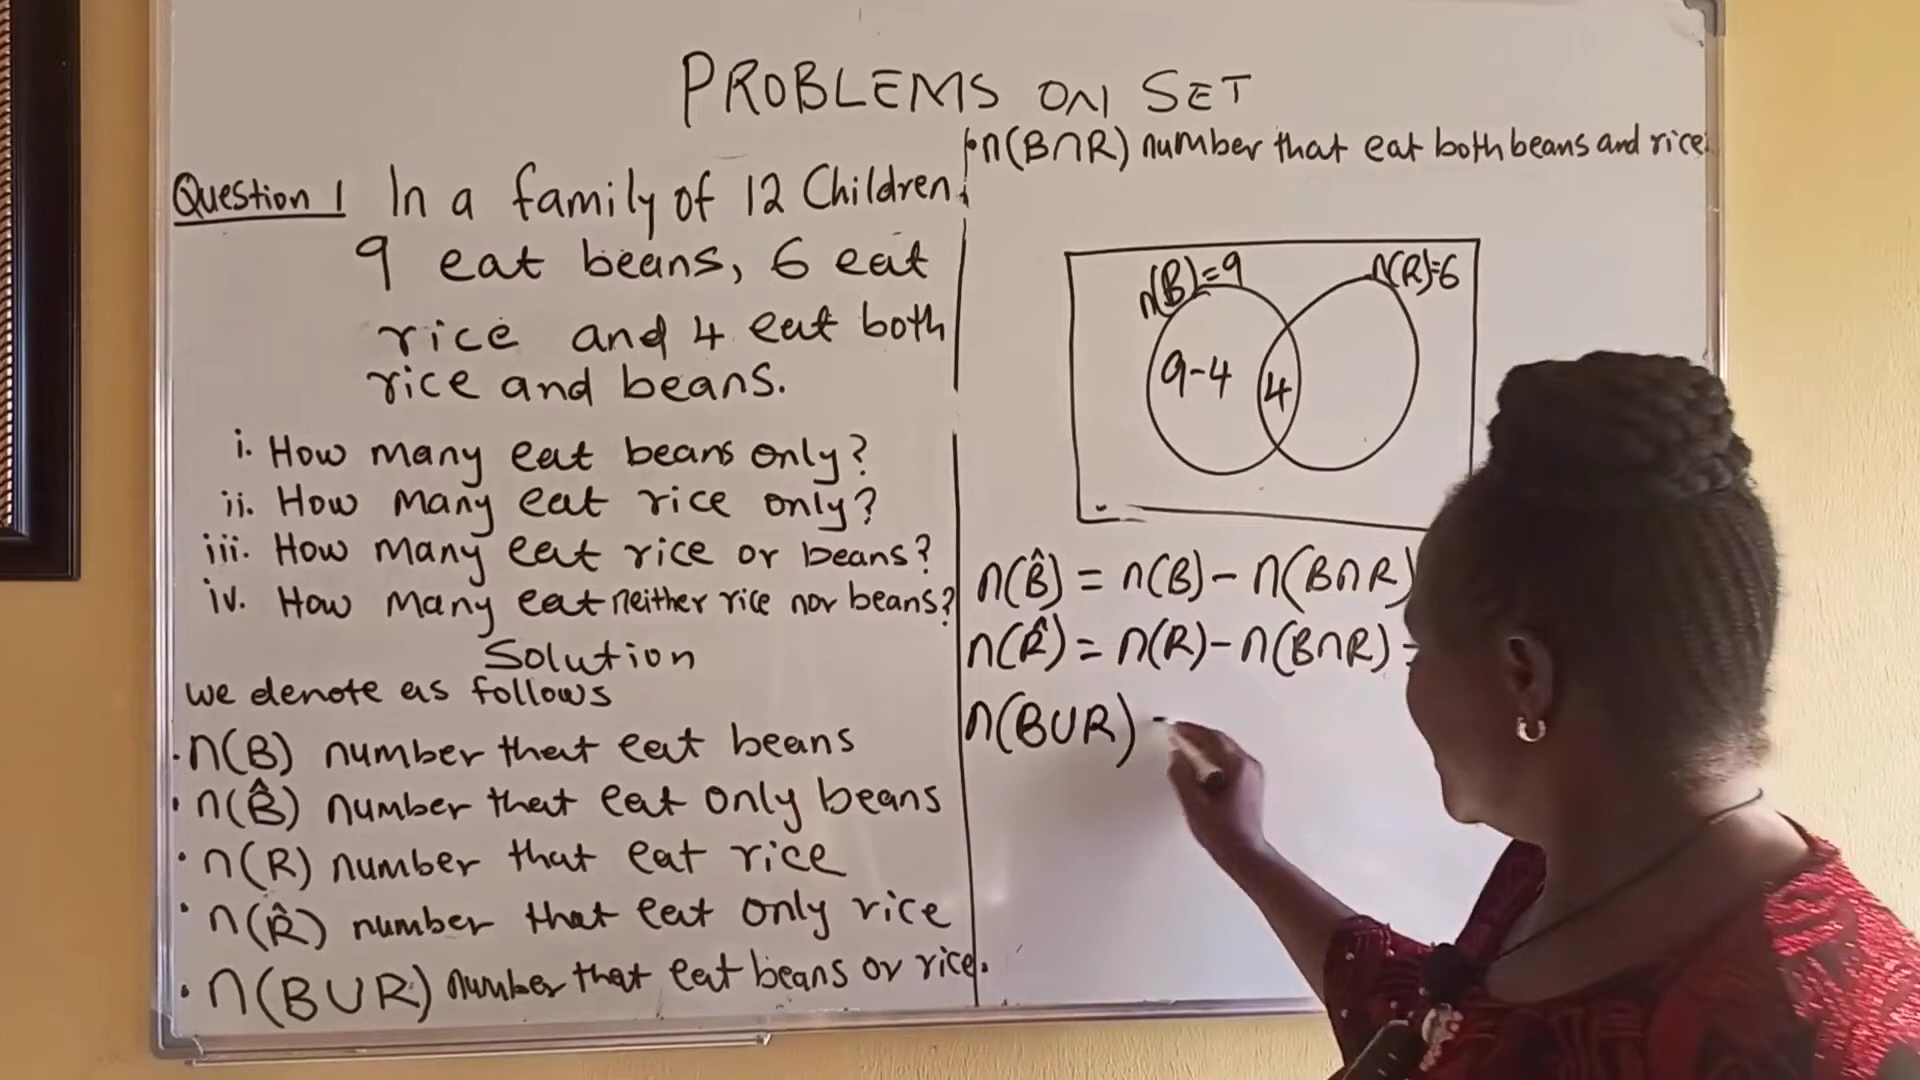 PROBLEMS ON SET
Question 1 In a family of 12 Children,
9 eat beans, 6 eat
rice and 4 eat both
rice and beans.
i. How many eat beans only?
ii. How many eat rice only?
iii. How many eat rice or beans?
iv. How many eat neither rice nor beans?
Solution
we denote as follows
• n(B) number that eat beans
• n(B̂) number that eat only beans
• n(R) number that eat rice
• n(R̂) number that eat only rice
• n(B∪R) number that eat beans or rice.
• n(B∩R) number that eat both beans and rice.
n(B)=9
n(R)=6
9-4
4
n(B̂) = n(B) - n(B∩R)
n(R̂) = n(R) - n(B∩R) =
n(B∪R)